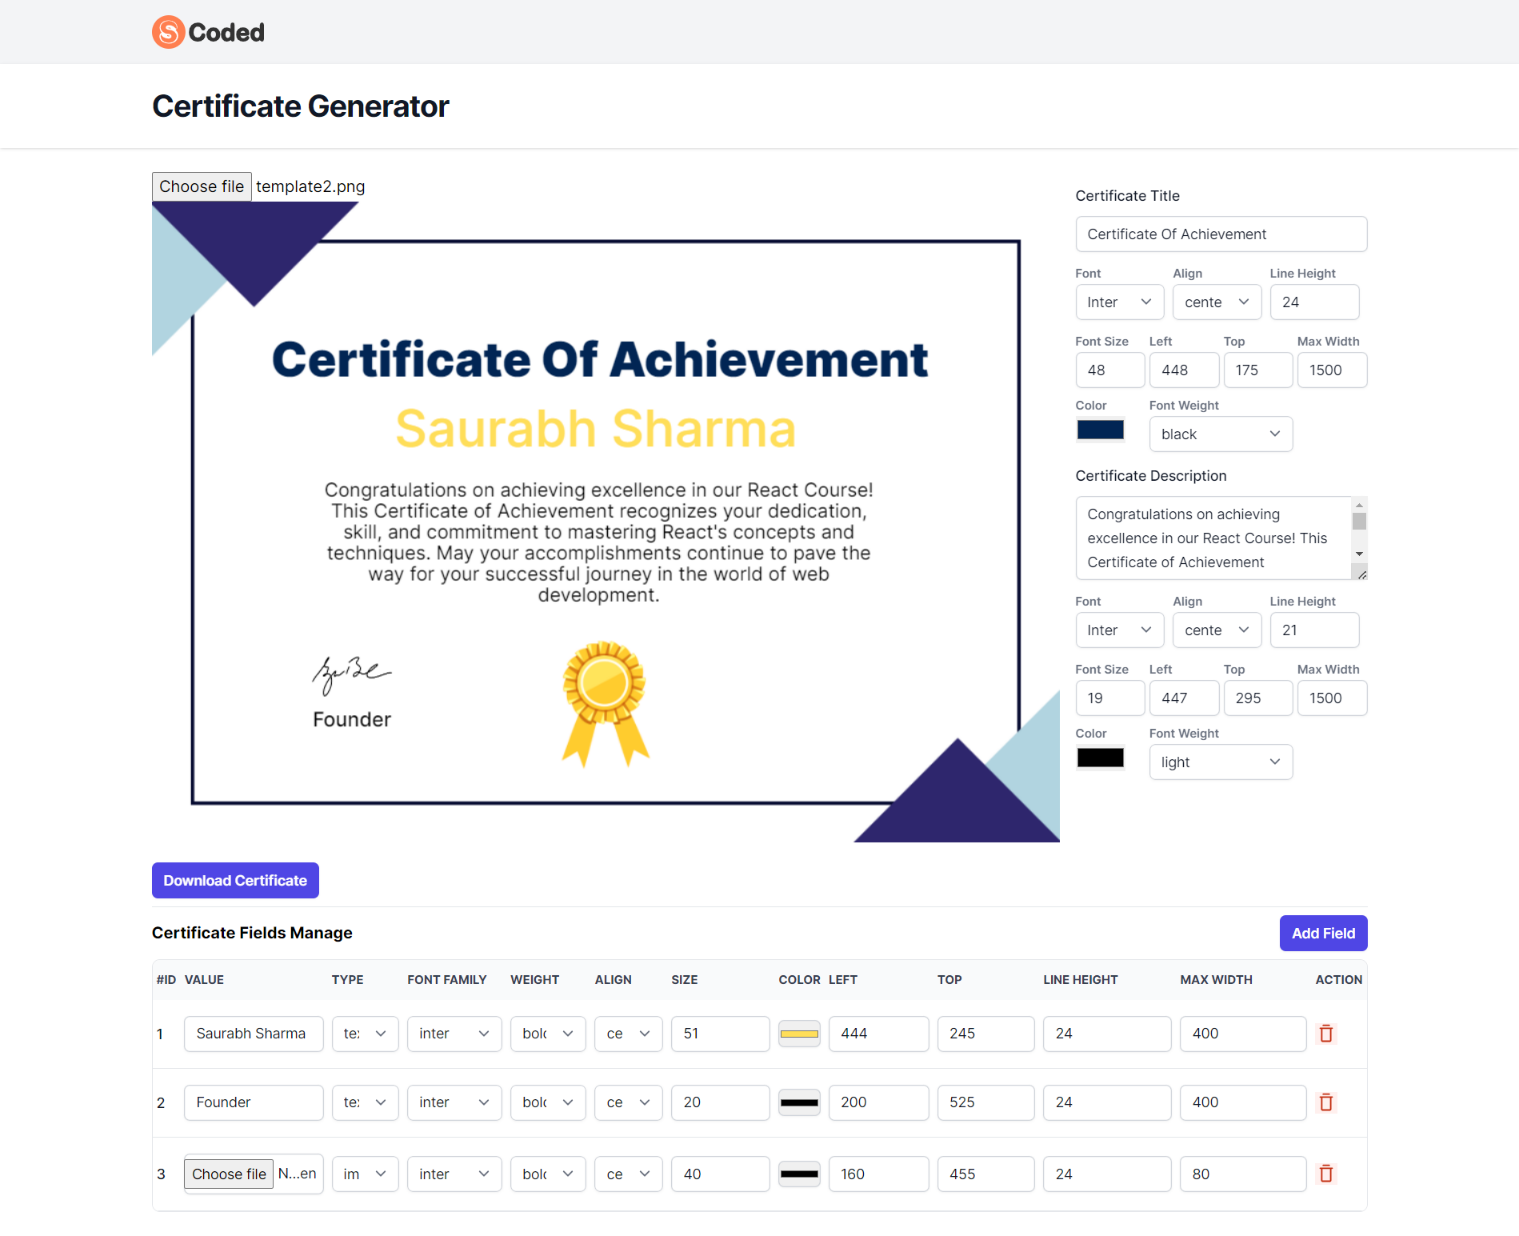 Coded
Certificate Generator
Choose file template2.png
Certificate Of Achievement
Saurabh Sharma
Congratulations on achieving excellence in our React Course!
This Certificate of Achievement recognizes your dedication,
skill, and commitment to mastering React's concepts and
techniques. May your accomplishments continue to pave the
way for your successful journey in the world of web
development.
Founder
Certificate Title
Certificate Of Achievement
Font Align Line Height
Inter cente 24
Font Size Left Top Max Width
48 448 175 1500
Color Font Weight
black
Certificate Description
Congratulations on achieving
excellence in our React Course! This
Certificate of Achievement
Font Align Line Height
Inter cente 21
Font Size Left Top Max Width
19 447 295 1500
Color Font Weight
light
Download Certificate
Certificate Fields Manage
Add Field
#ID VALUE TYPE FONT FAMILY WEIGHT ALIGN SIZE COLOR LEFT TOP LINE HEIGHT MAX WIDTH ACTION
1 Saurabh Sharma te: inter bold ce 51 444 245 24 400
2 Founder te: inter bold ce 20 200 525 24 400
3 Choose file N...en im inter bold ce 40 160 455 24 80